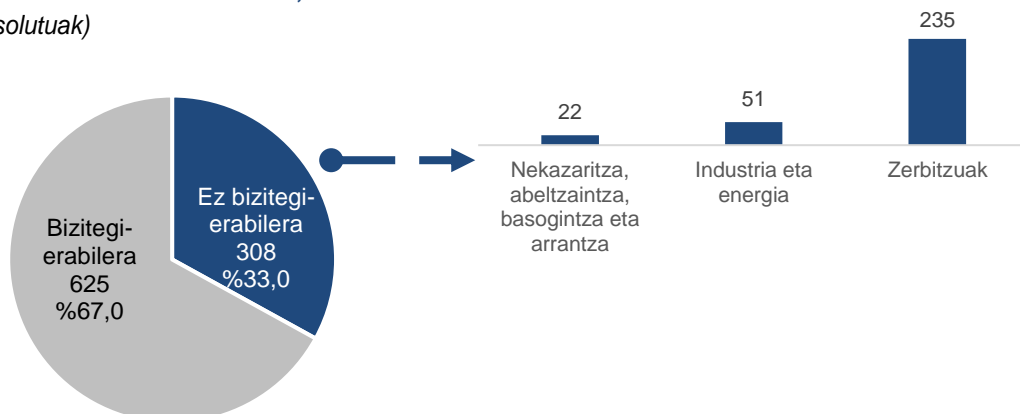 solutuak)
Bizitegi-
erabilera
625
%67,0
Ez bizitegi-
erabilera
308
%33,0
22
51
235
Nekazaritza,
abeltzaintza,
basogintza eta
arrantza
Industria eta
energia
Zerbitzuak